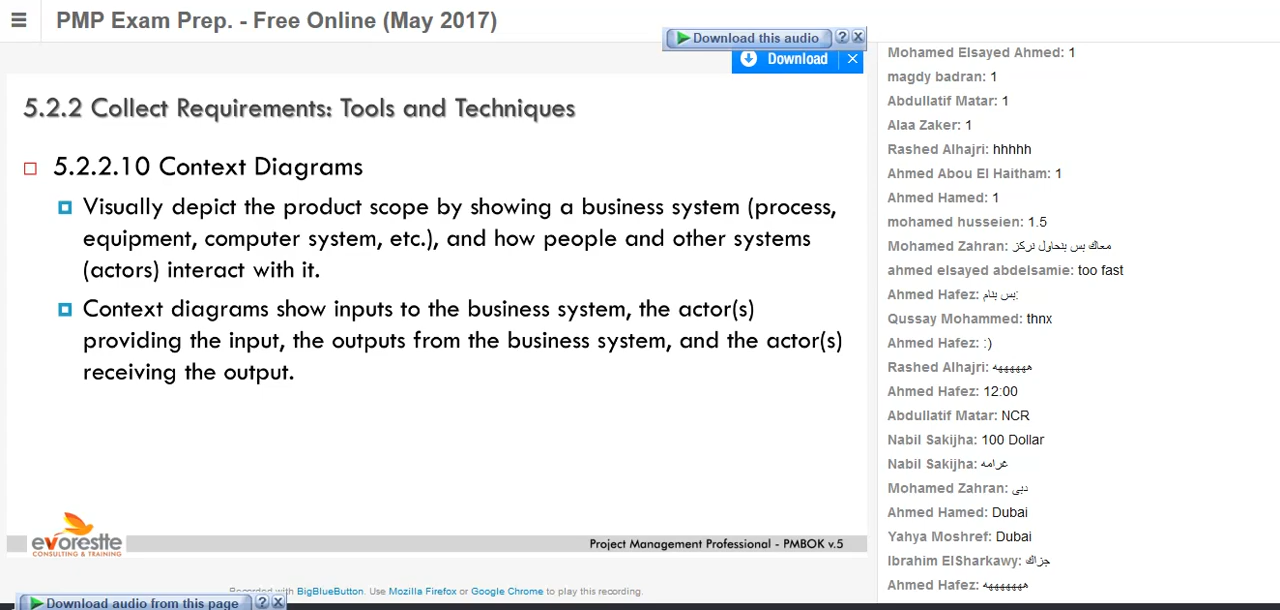 PMP Exam Prep. - Free Online (May 2017)
Download this audio ?
Download
5.2.2 Collect Requirements: Tools and Techniques
5.2.2.10 Context Diagrams
Visually depict the product scope by showing a business system (process,
equipment, computer system, etc.), and how people and other systems
(actors) interact with it.
Context diagrams show inputs to the business system, the actor(s)
providing the input, the outputs from the business system, and the actor(s)
receiving the output.
evorestte
CONSULTING & TRAINING
Project Management Professional - PMBOK v.5
Recorded with BigBlueButton. Use Mozilla Firefox or Google Chrome to play this recording.
Download audio from this page ?
Mohamed Elsayed Ahmed: 1
magdy badran: 1
Abdullatif Matar: 1
Alaa Zaker: 1
Rashed Alhajri: hhhhh
Ahmed Abou El Haitham: 1
Ahmed Hamed: 1
mohamed husseien: 1.5
Mohamed Zahran: معاك بس بنحاول نركز
ahmed elsayed abdelsamie: too fast
Ahmed Hafez: بس بنام:
Qussay Mohammed: thnx
Ahmed Hafez: :)
Rashed Alhajri: ههههههه
Ahmed Hafez: 12:00
Abdullatif Matar: NCR
Nabil Sakijha: 100 Dollar
Nabil Sakijha: غرامه
Mohamed Zahran: دبى
Ahmed Hamed: Dubai
Yahya Moshref: Dubai
Ibrahim ElSharkawy: جزاك
Ahmed Hafez: ههههههه